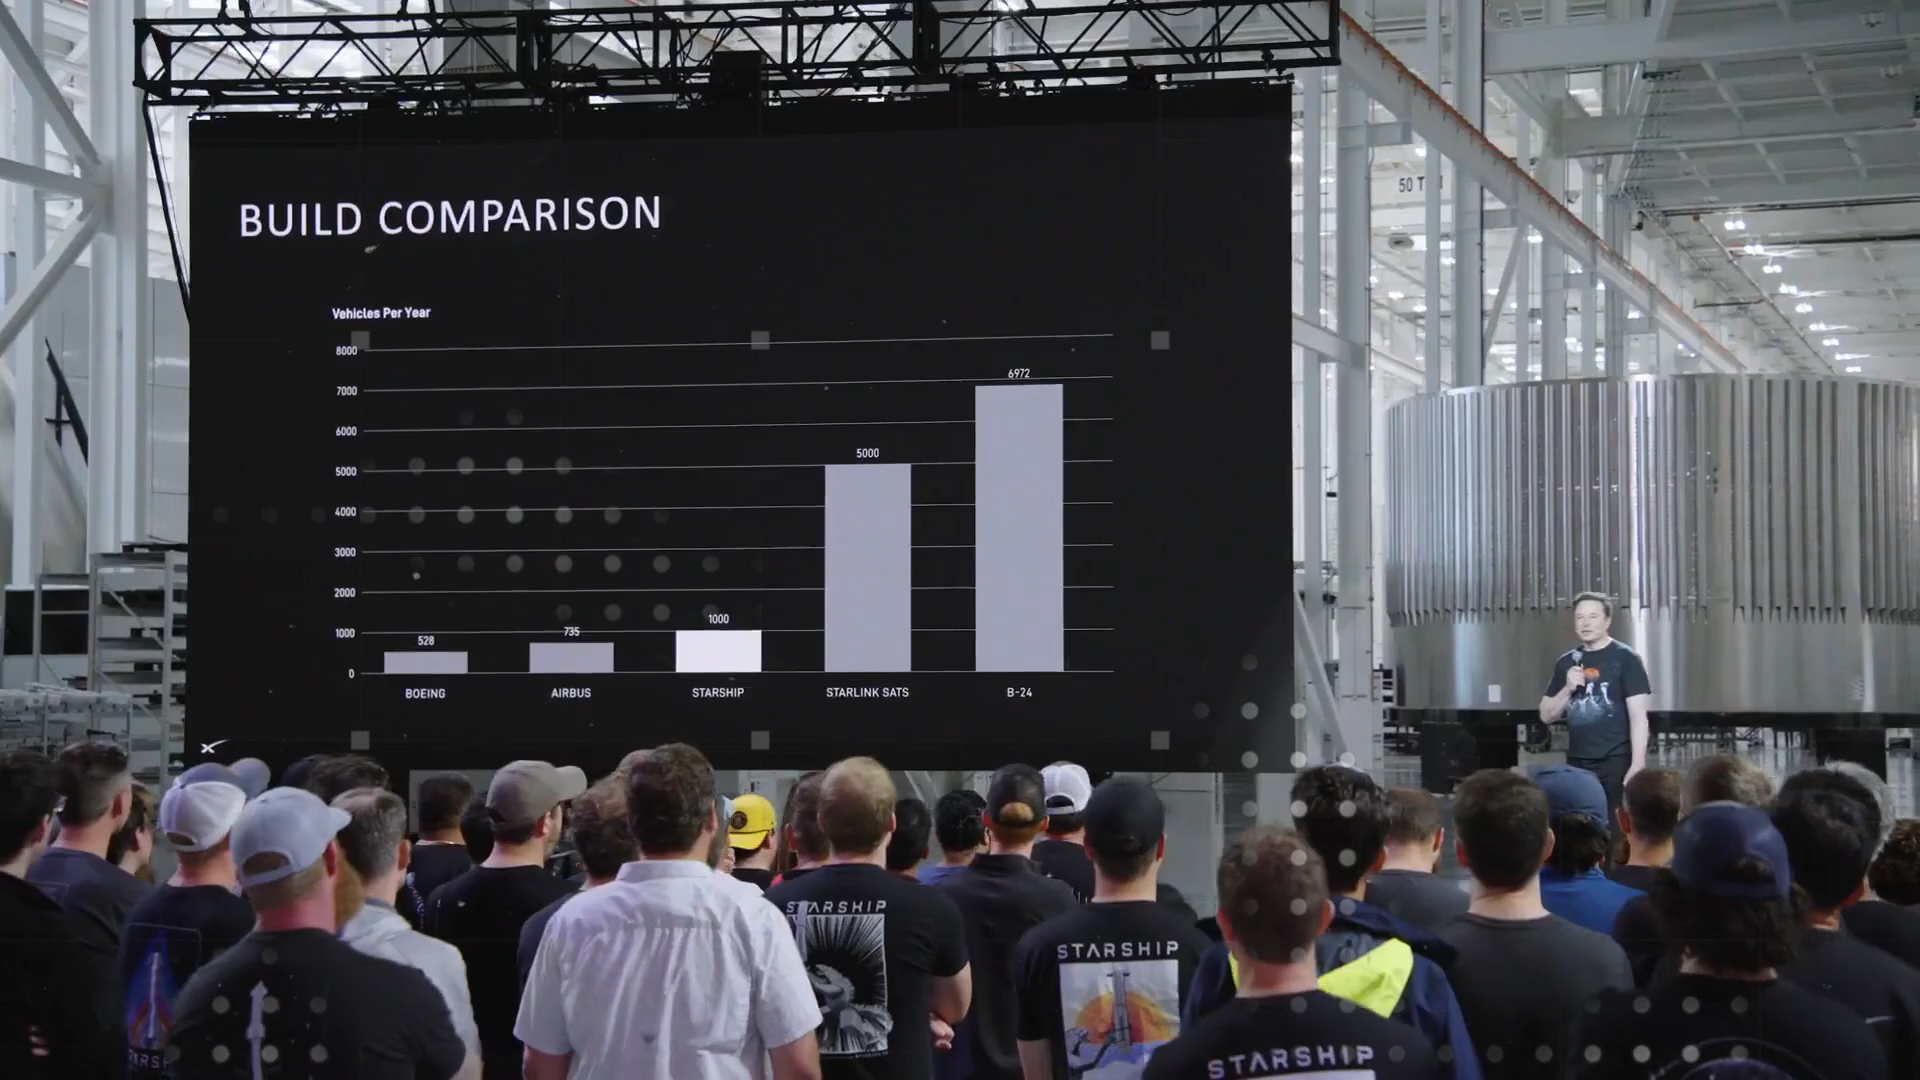 BUILD COMPARISON
Vehicles Per Year
8000
7000
6000
5000
4000
3000
2000
1000
0
528
735
1000
5000
6972
BOEING
AIRBUS
STARSHIP
STARLINK SATS
B-24
STARSHIP
STARSHIP
STARSHIP